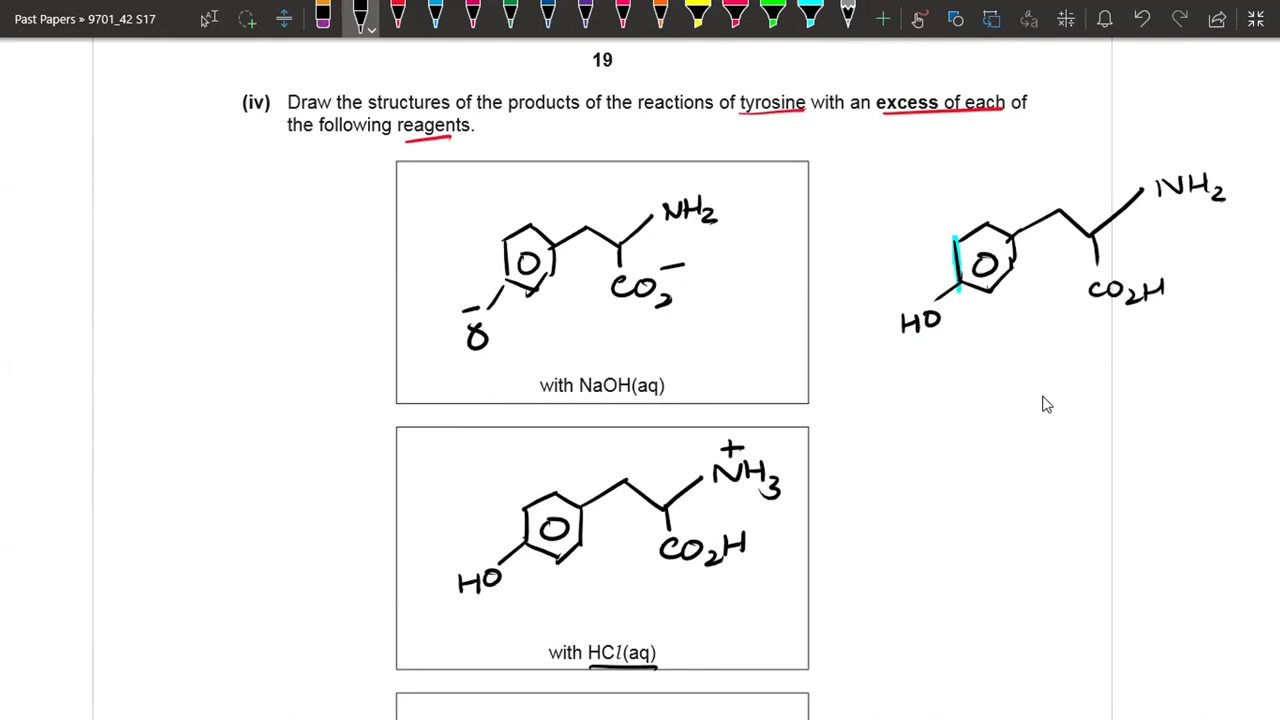 Past Papers » 9701_42 S17
19
(iv) Draw the structures of the products of the reactions of tyrosine with an excess of each of
the following reagents.
NH2
CO2−
−
O
with NaOH(aq)
NH2
CO2H
HO
+
NH3
CO2H
HO
with HCl(aq)